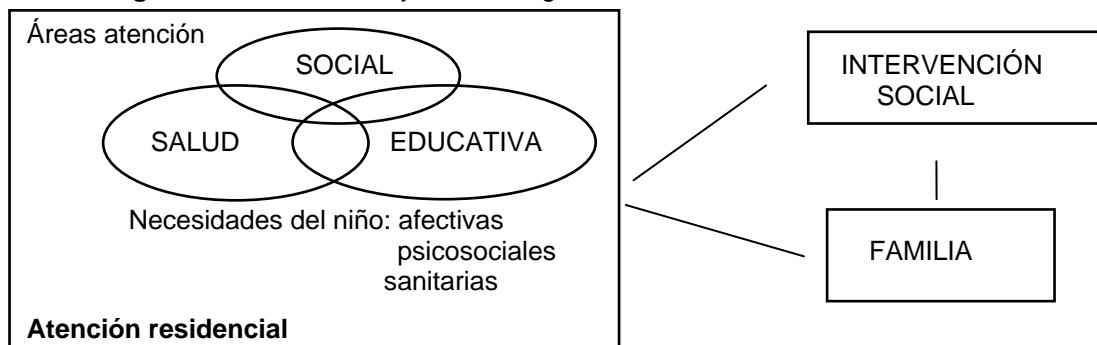 Áreas atención
SOCIAL
SALUD
EDUCATIVA
Necesidades del niño: afectivas
psicosociales
sanitarias
Atención residencial
INTERVENCIÓN
SOCIAL
FAMILIA